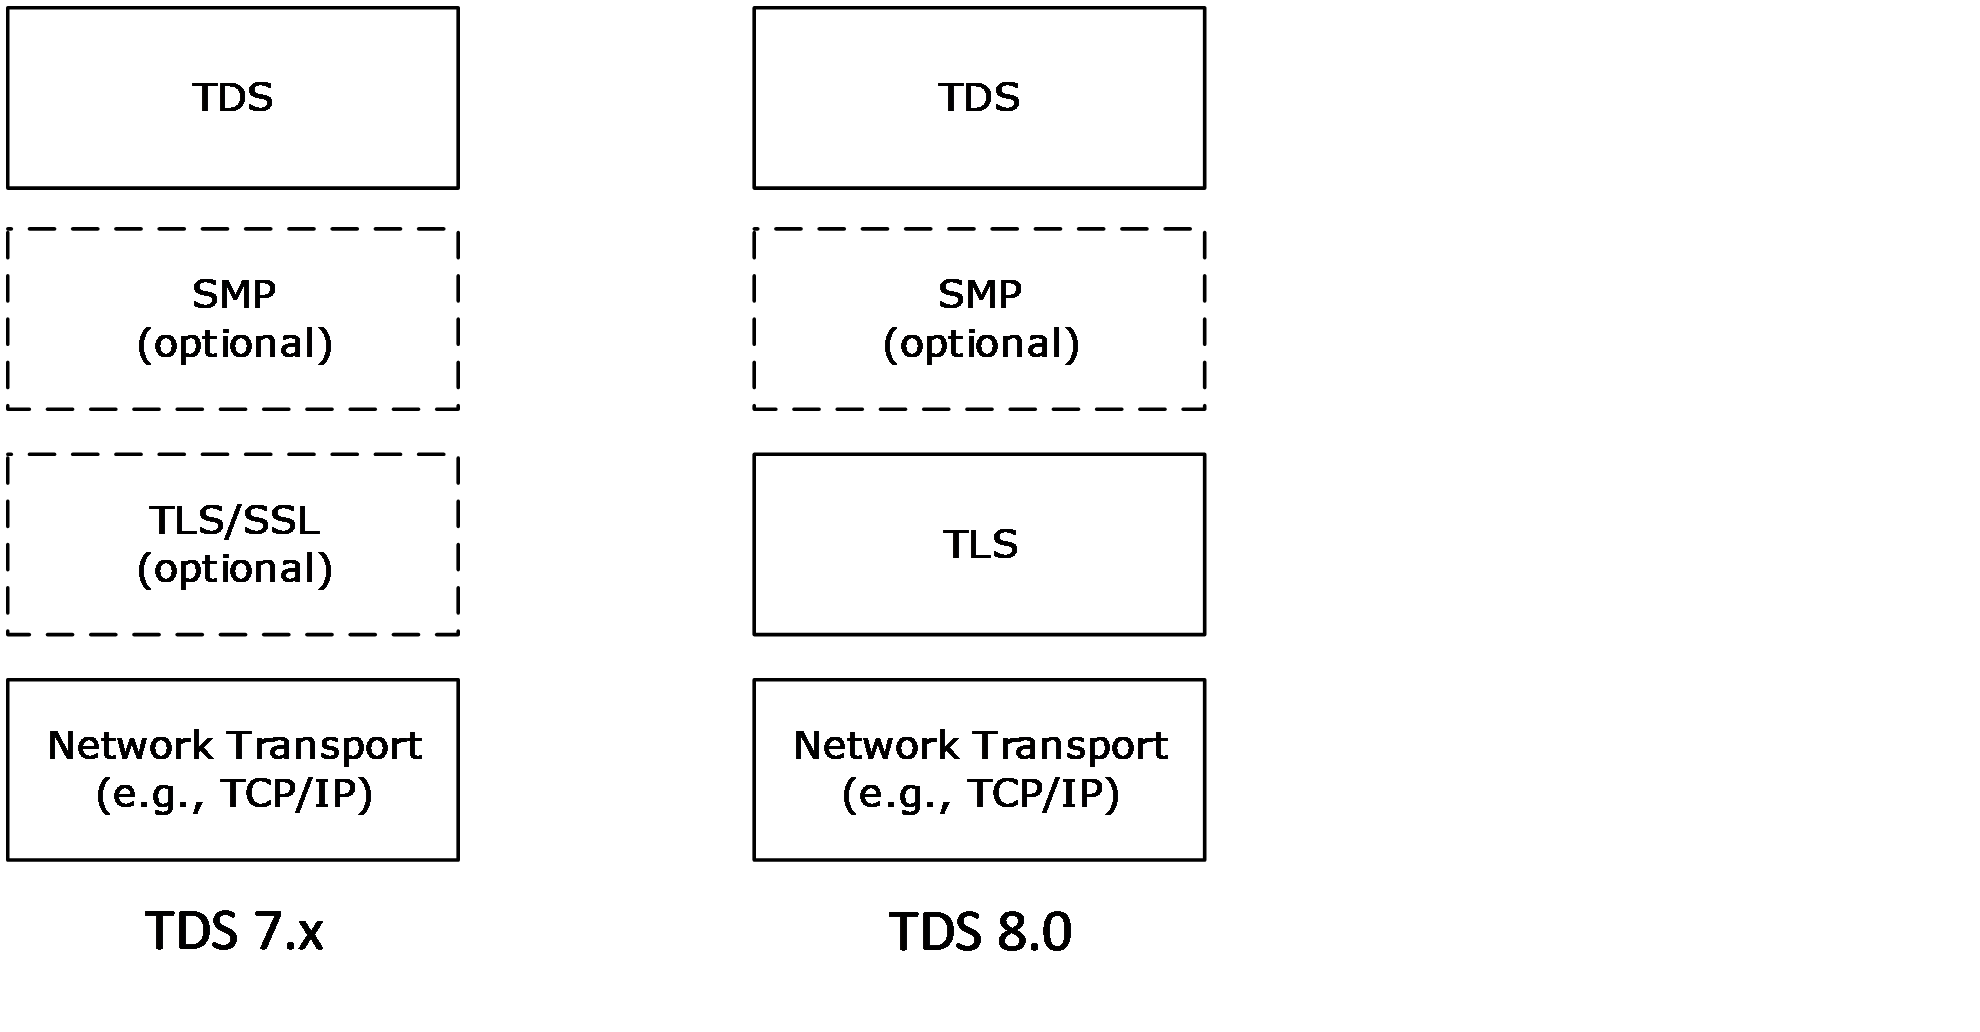 TDS
SMP
(optional)
TLS/SSL
(optional)
Network Transport
(e.g., TCP/IP)
TDS 7.x
TDS
SMP
(optional)
TLS
Network Transport
(e.g., TCP/IP)
TDS 8.0